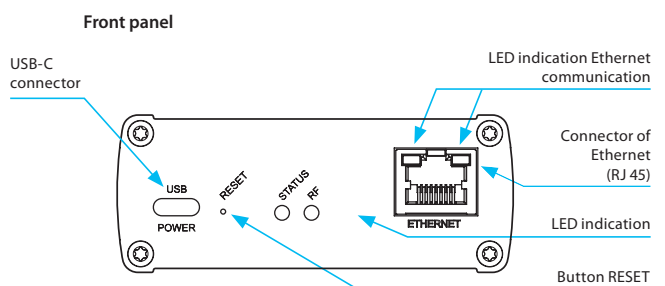 Front panel
USB-C
connector
LED indication Ethernet
communication
Connector of
Ethernet
(RJ 45)
USB
POWER
RESET
STATUS
RF
ETHERNET
LED indication
Button RESET